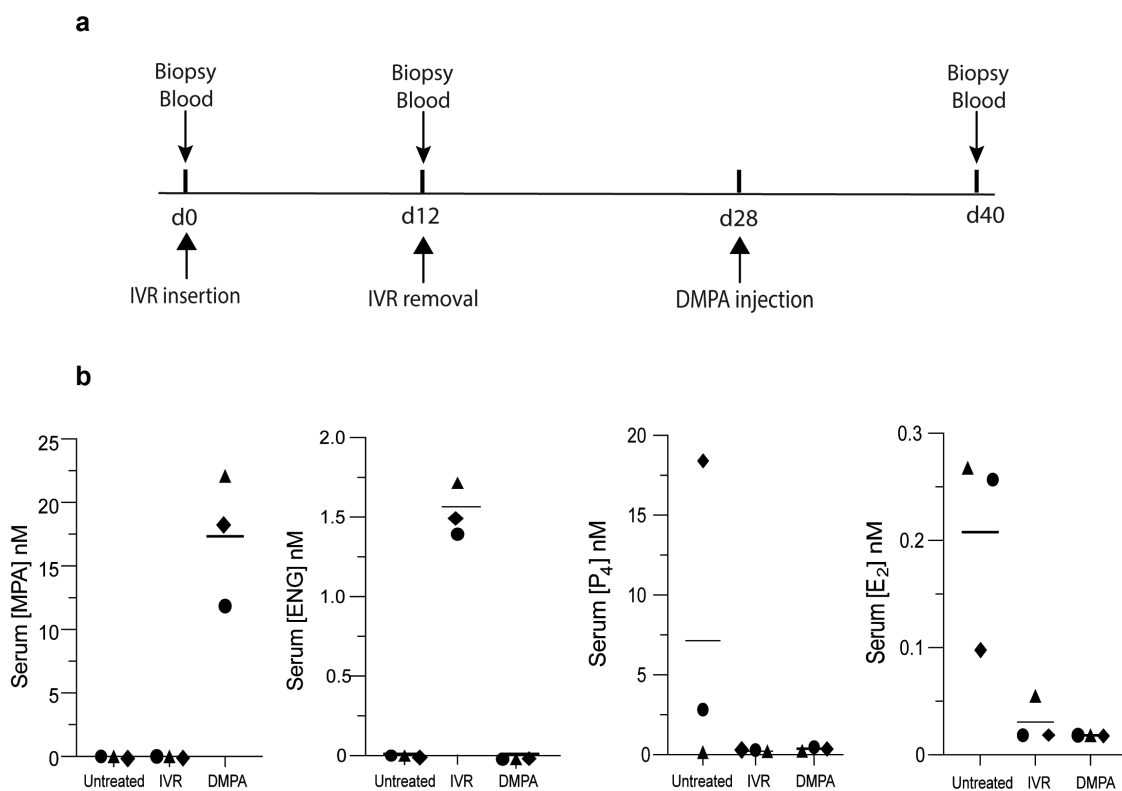 a
Biopsy
Blood
Biopsy
Blood
Biopsy
Blood
d0
d12
d28
d40
IVR insertion
IVR removal
DMPA injection
b
Serum [MPA] nM
25
20
15
10
5
0
Untreated IVR DMPA
Serum [ENG] nM
2.0
1.5
1.0
0.5
0
Untreated IVR DMPA
Serum [P4] nM
20
15
10
5
0
Untreated IVR DMPA
Serum [E2] nM
0.3
0.2
0.1
0
Untreated IVR DMPA